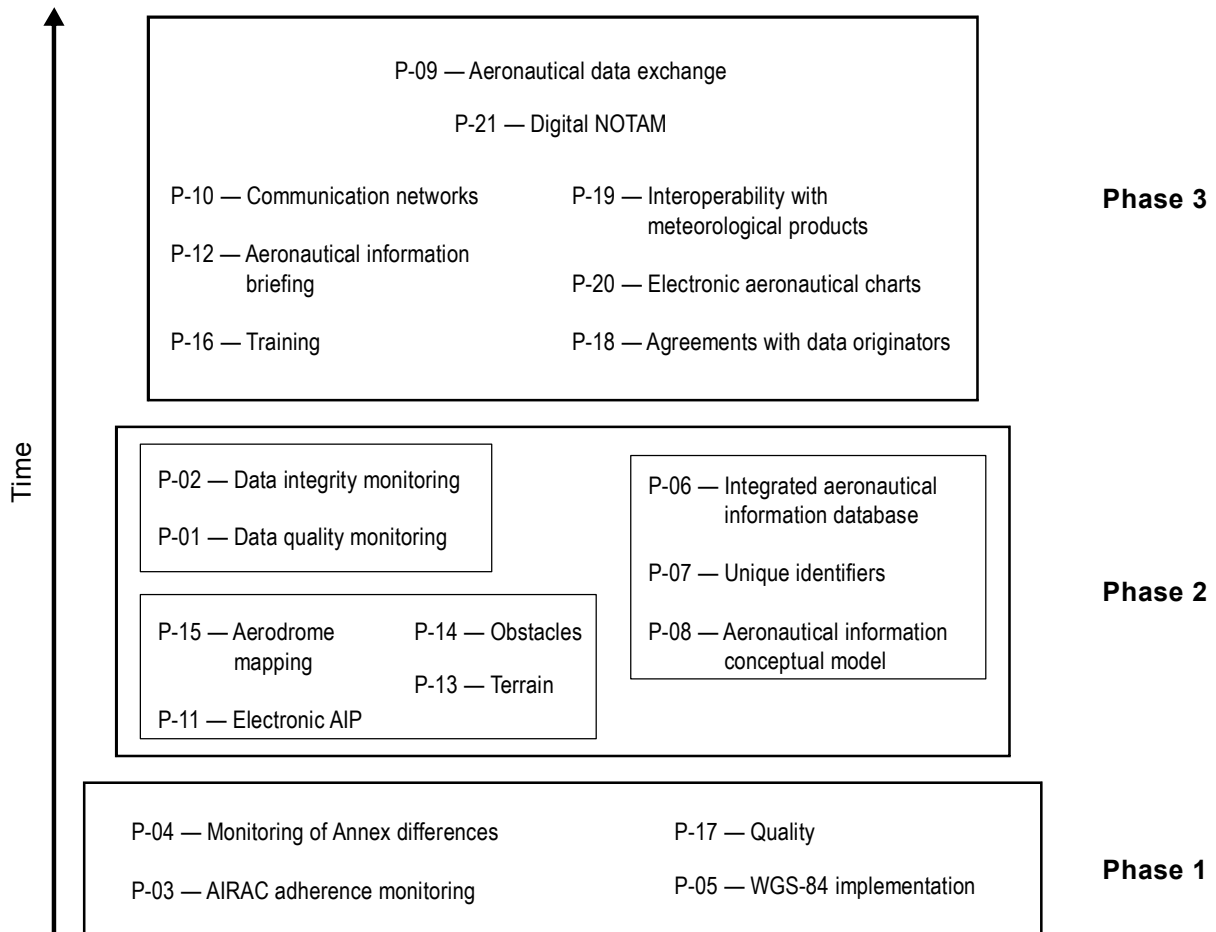 P-09 — Aeronautical data exchange
P-21 — Digital NOTAM
P-10 — Communication networks
P-12 — Aeronautical information
briefing
P-16 — Training
P-19 — Interoperability with
meteorological products
P-20 — Electronic aeronautical charts
P-18 — Agreements with data originators
Phase 3
Time
P-02 — Data integrity monitoring
P-01 — Data quality monitoring
P-15 — Aerodrome
mapping
P-11 — Electronic AIP
P-14 — Obstacles
P-13 — Terrain
P-06 — Integrated aeronautical
information database
P-07 — Unique identifiers
P-08 — Aeronautical information
conceptual model
Phase 2
P-04 — Monitoring of Annex differences
P-03 — AIRAC adherence monitoring
P-17 — Quality
P-05 — WGS-84 implementation
Phase 1